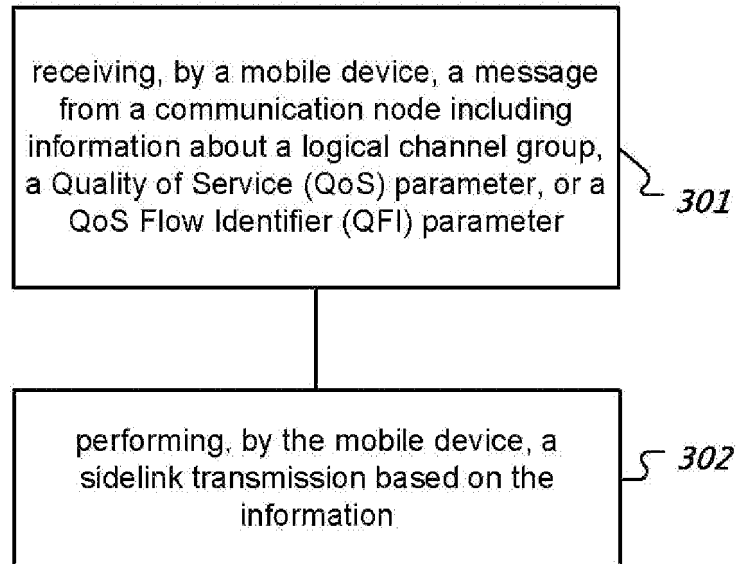 receiving, by a mobile device, a message
from a communication node including
information about a logical channel group,
a Quality of Service (QoS) parameter, or a
QoS Flow Identifier (QFI) parameter
301
performing, by the mobile device, a
sidelink transmission based on the
information
302